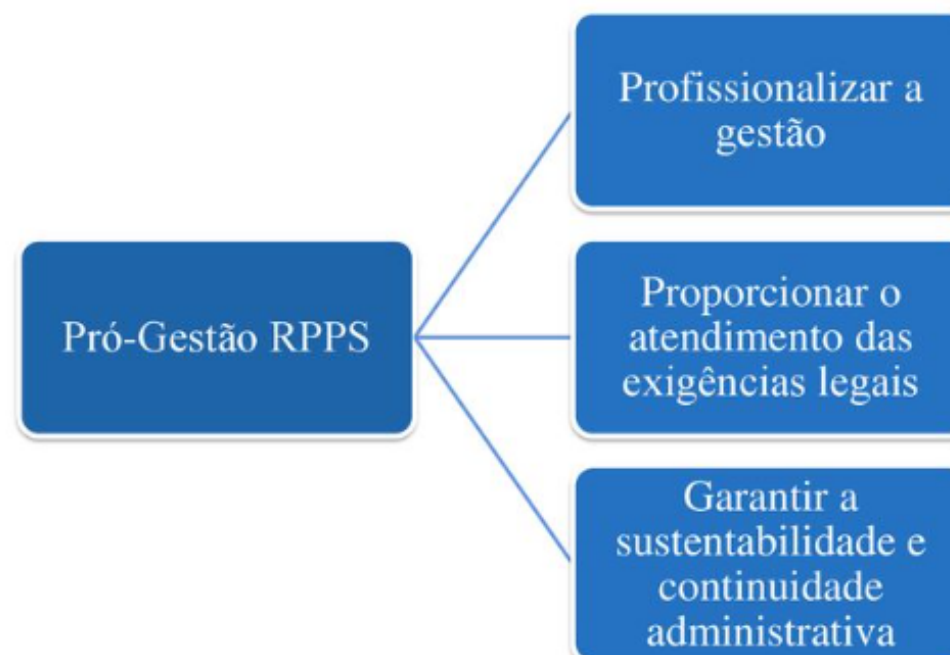 Profissionalizar a
gestão
Pró-Gestão RPPS
Proporcionar o
atendimento das
exigências legais
Garantir a
sustentabilidade e
continuidade
administrativa